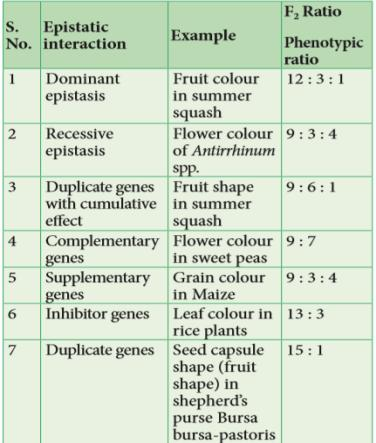 S. No. Epistatic interaction Example F₂ Ratio Phenotypic ratio
1 Dominant epistasis Fruit colour in summer squash 12 : 3 : 1
2 Recessive epistasis Flower colour of Antirrhinum spp. 9 : 3 : 4
3 Duplicate genes with cumulative effect Fruit shape in summer squash 9 : 6 : 1
4 Complementary genes Flower colour in sweet peas 9 : 7
5 Supplementary genes Grain colour in Maize 9 : 3 : 4
6 Inhibitor genes Leaf colour in rice plants 13 : 3
7 Duplicate genes Seed capsule shape (fruit shape) in shepherd's purse Bursa bursa-pastoris 15 : 1